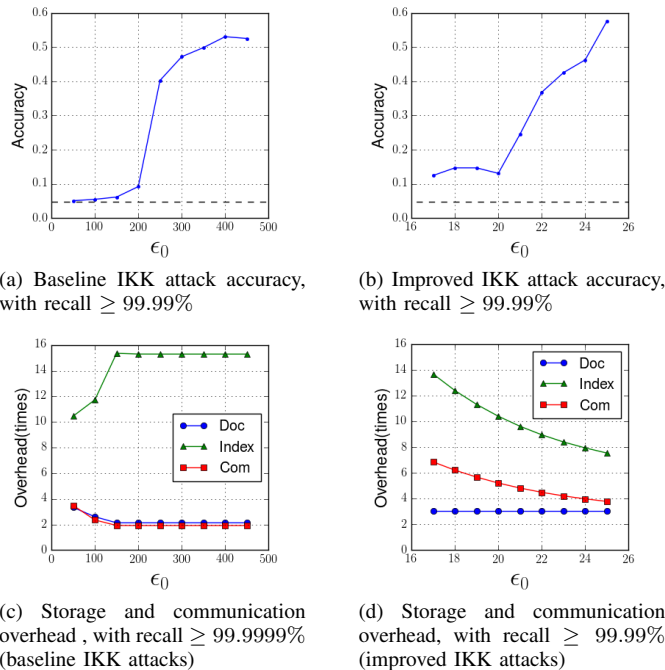 0.6
0.5
0.4
0.3
0.2
0.1
0.0
Accuracy
0 100 200 300 400 500
ϵ0
(a) Baseline IKK attack accuracy,
with recall ≥ 99.99%
0.6
0.5
0.4
0.3
0.2
0.1
0.0
Accuracy
16 18 20 22 24 26
ϵ0
(b) Improved IKK attack accuracy,
with recall ≥ 99.99%
16
14
12
10
8
6
4
2
0
Overhead(times)
Doc
Index
Com
0 100 200 300 400 500
ϵ0
(c) Storage and communication
overhead , with recall ≥ 99.9999%
(baseline IKK attacks)
16
14
12
10
8
6
4
2
0
Overhead(times)
Doc
Index
Com
16 18 20 22 24 26
ϵ0
(d) Storage and communication
overhead, with recall ≥ 99.99%
(improved IKK attacks)